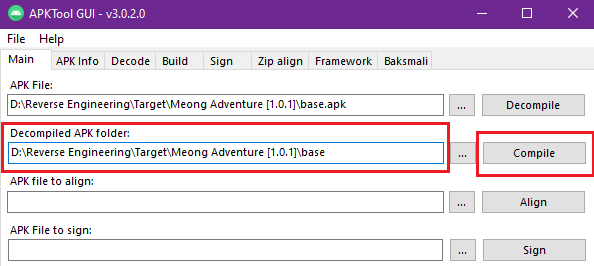 APKTool GUI - v3.0.2.0
File Help
Main APK Info Decode Build Sign Zip align Framework Baksmali
APK File:
D:\Reverse Engineering\Target\Meong Adventure [1.0.1]\base.apk ... Decompile
Decompiled APK folder:
D:\Reverse Engineering\Target\Meong Adventure [1.0.1]\base ... Compile
APK file to align:
... Align
APK File to sign:
... Sign